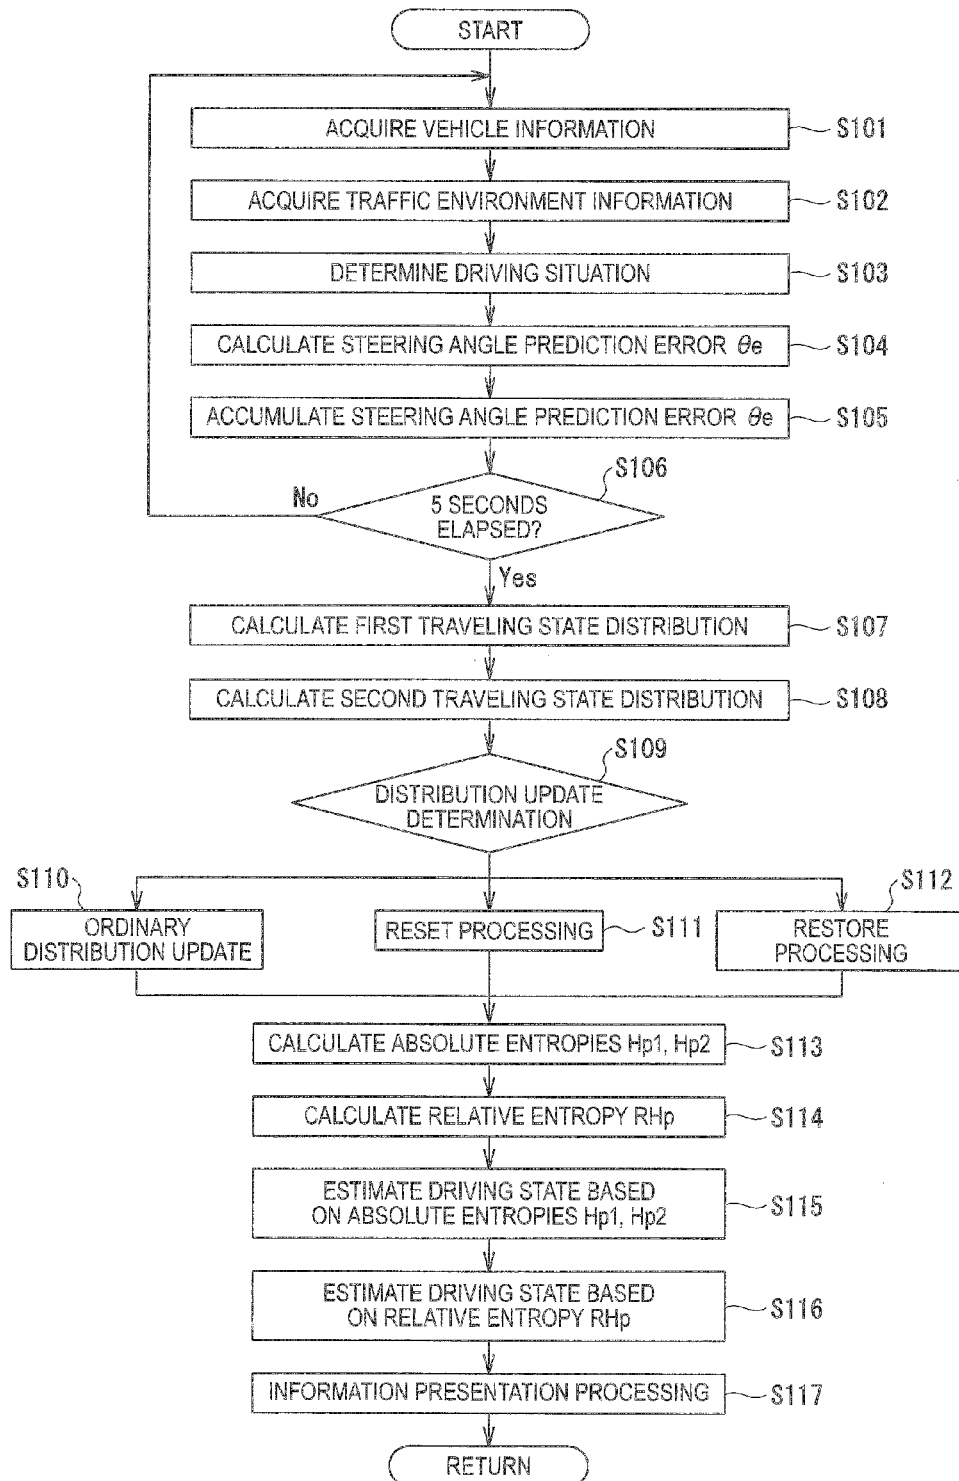 START
ACQUIRE VEHICLE INFORMATION
S101
ACQUIRE TRAFFIC ENVIRONMENT INFORMATION
S102
DETERMINE DRIVING SITUATION
S103
CALCULATE STEERING ANGLE PREDICTION ERROR θe
S104
ACCUMULATE STEERING ANGLE PREDICTION ERROR θe
S105
S106
No
5 SECONDS
ELAPSED?
Yes
CALCULATE FIRST TRAVELING STATE DISTRIBUTION
S107
CALCULATE SECOND TRAVELING STATE DISTRIBUTION
S108
S109
DISTRIBUTION UPDATE
DETERMINATION
S110
ORDINARY
DISTRIBUTION UPDATE
RESET PROCESSING
S111
S112
RESTORE
PROCESSING
CALCULATE ABSOLUTE ENTROPIES Hp1, Hp2
S113
CALCULATE RELATIVE ENTROPY RHp
S114
ESTIMATE DRIVING STATE BASED
ON ABSOLUTE ENTROPIES Hp1, Hp2
S115
ESTIMATE DRIVING STATE BASED
ON RELATIVE ENTROPY RHp
S116
INFORMATION PRESENTATION PROCESSING
S117
RETURN